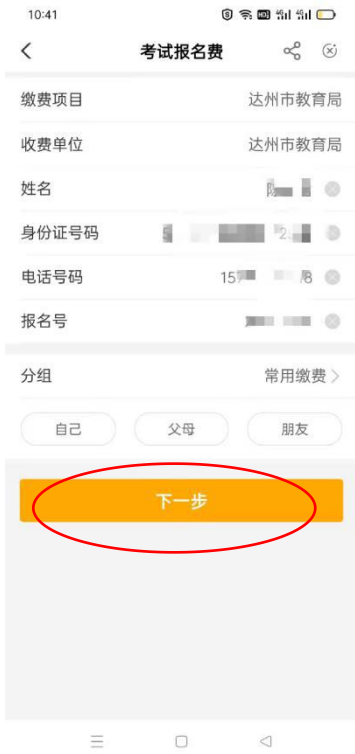 10:41
考试报名费
缴费项目 达州市教育局
收费单位 达州市教育局
姓名
身份证号码
电话号码 157 8
报名号
分组 常用缴费
自己 父母 朋友
下一步